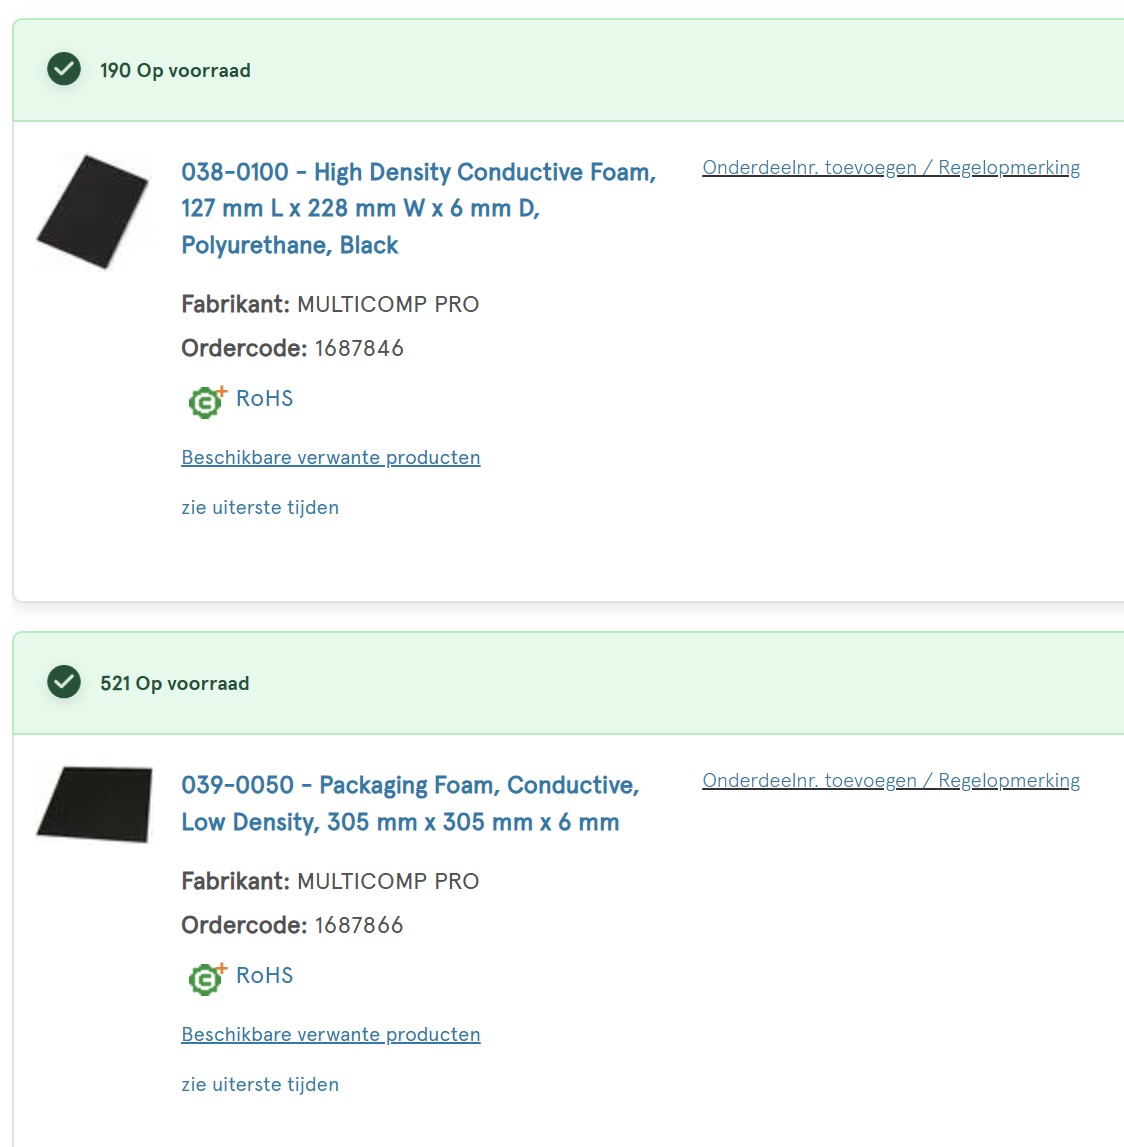 190 Op voorraad
038-0100 - High Density Conductive Foam,
127 mm L x 228 mm W x 6 mm D,
Polyurethane, Black
Onderdeelnr. toevoegen / Regelopmerking
Fabrikant: MULTICOMP PRO
Ordercode: 1687846
RoHS
Beschikbare verwante producten
zie uiterste tijden
521 Op voorraad
039-0050 - Packaging Foam, Conductive,
Low Density, 305 mm x 305 mm x 6 mm
Onderdeelnr. toevoegen / Regelopmerking
Fabrikant: MULTICOMP PRO
Ordercode: 1687866
RoHS
Beschikbare verwante producten
zie uiterste tijden